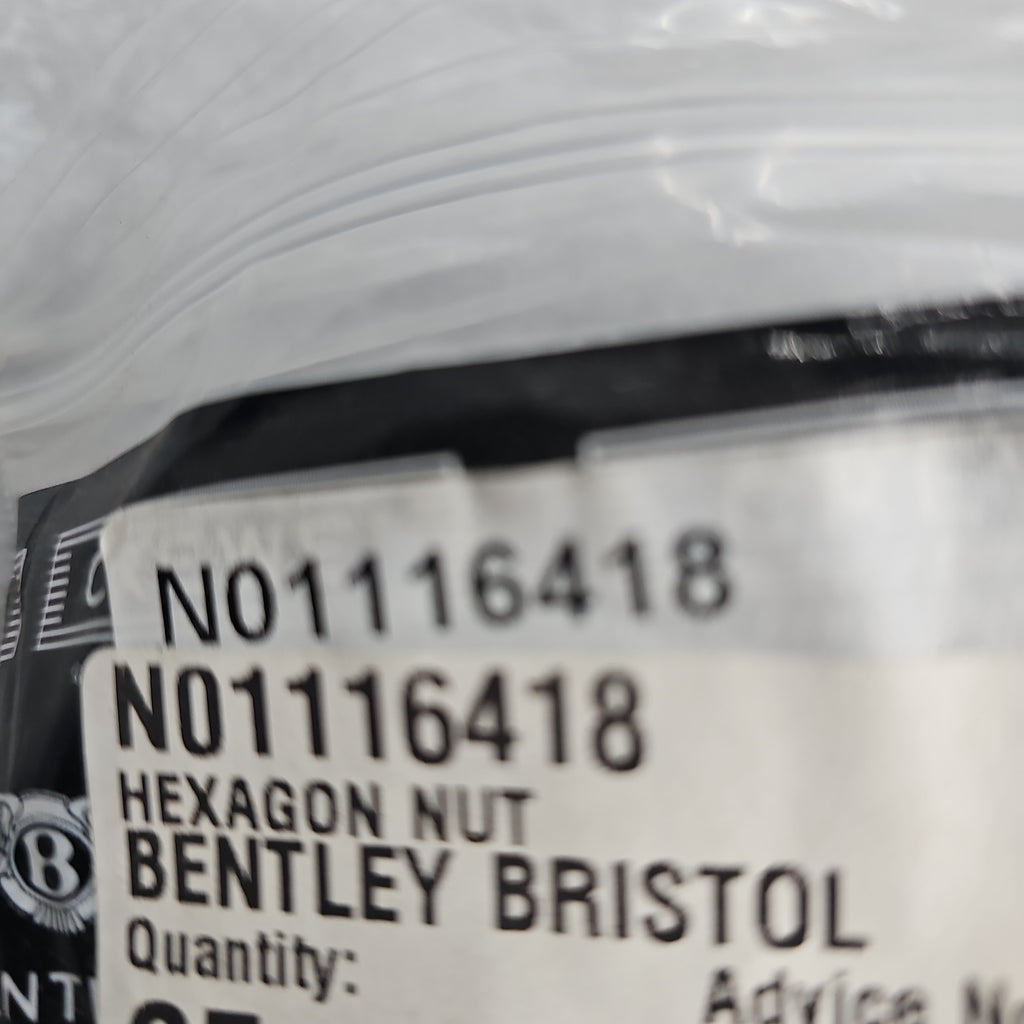 N01116418
N01116418
HEXAGON NUT
BENTLEY BRISTOL
Quantity:
Advice
B